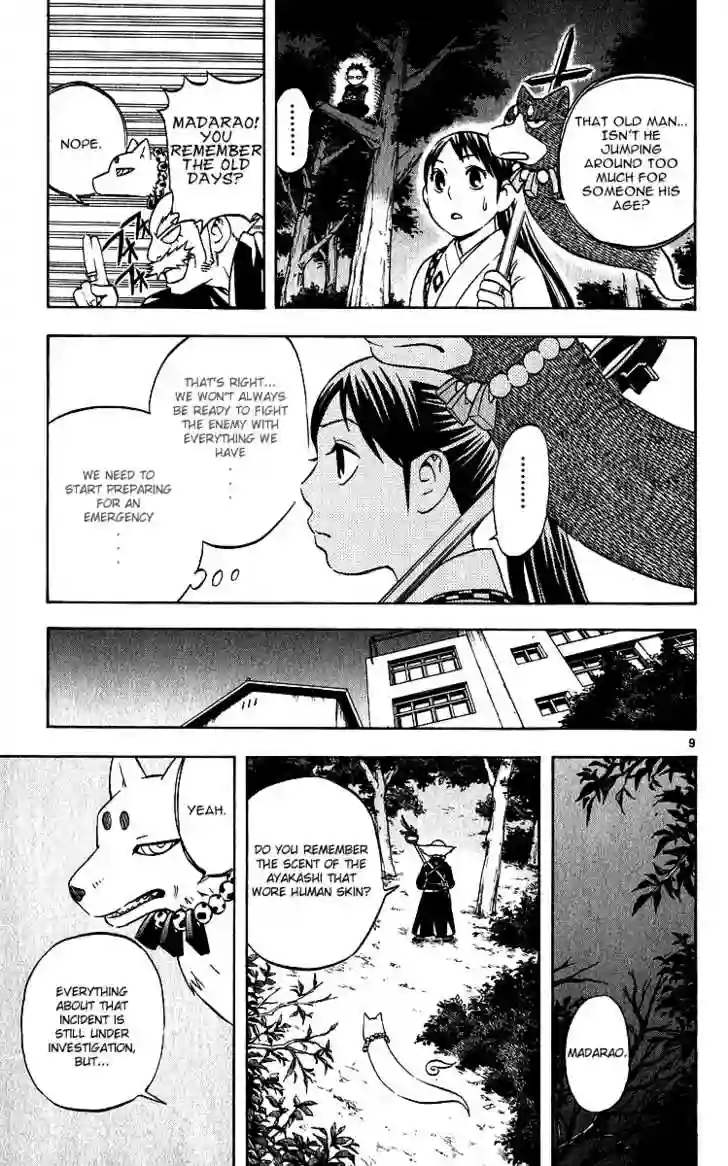 THAT OLD MAN...
ISN'T HE
JUMPING
AROUND TOO
MUCH FOR
SOMEONE HIS
AGE?
........
MADARAO!
YOU
REMEMBER
THE OLD
DAYS?
NOPE.
........
THAT'S RIGHT...
WE WON'T ALWAYS
BE READY TO FIGHT
THE ENEMY WITH
EVERYTHING WE
HAVE
. . .
WE NEED TO
START PREPARING
FOR AN
EMERGENCY
. . .
9
MADARAO.
DO YOU REMEMBER
THE SCENT OF THE
AYAKASHI THAT
WORE HUMAN SKIN?
YEAH.
EVERYTHING
ABOUT THAT
INCIDENT IS
STILL UNDER
INVESTIGATION,
BUT...